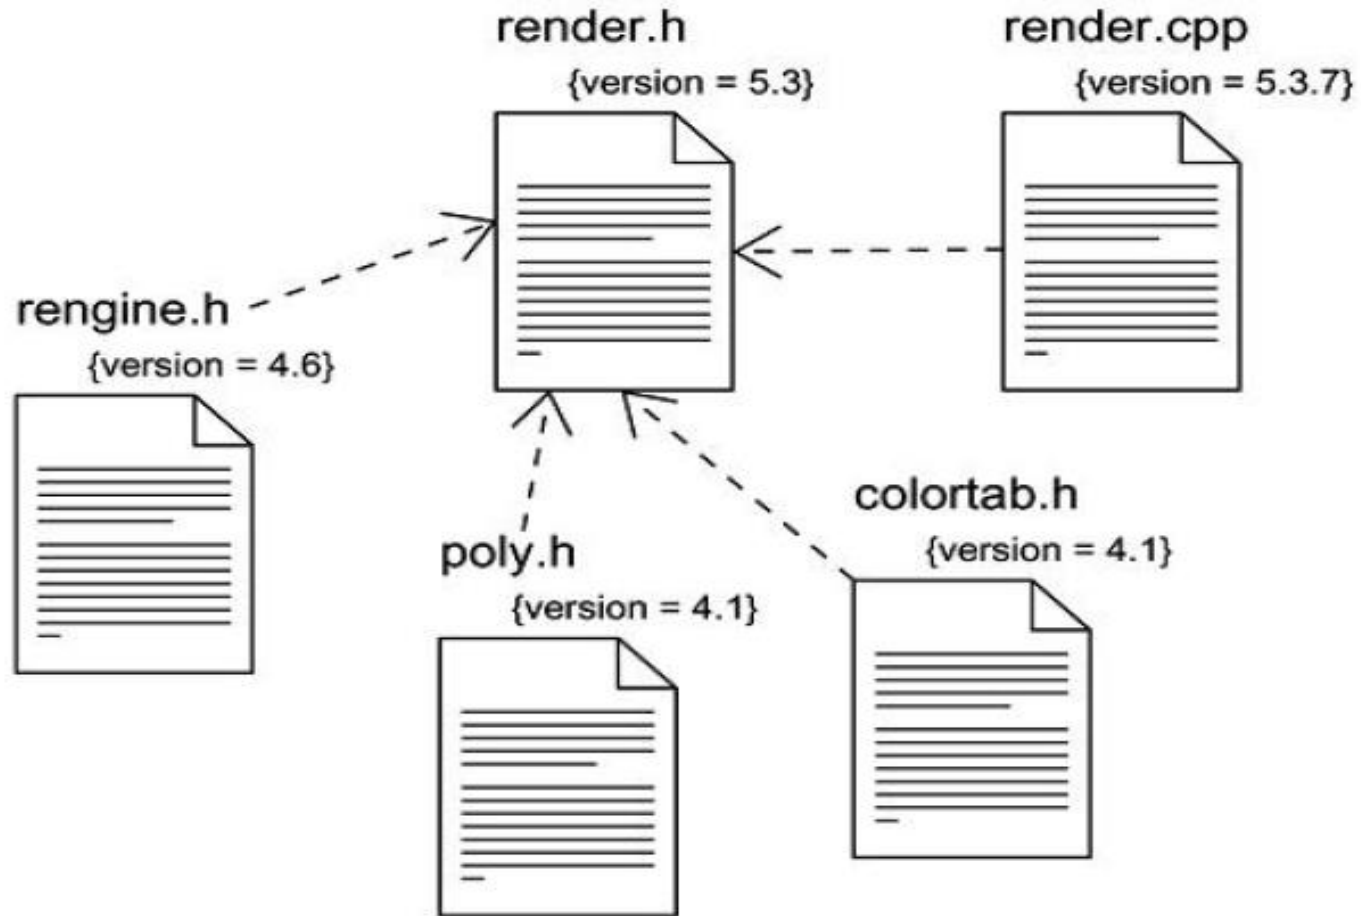 render.h
{version = 5.3}
render.cpp
{version = 5.3.7}
rengine.h
{version = 4.6}
poly.h
{version = 4.1}
colortab.h
{version = 4.1}